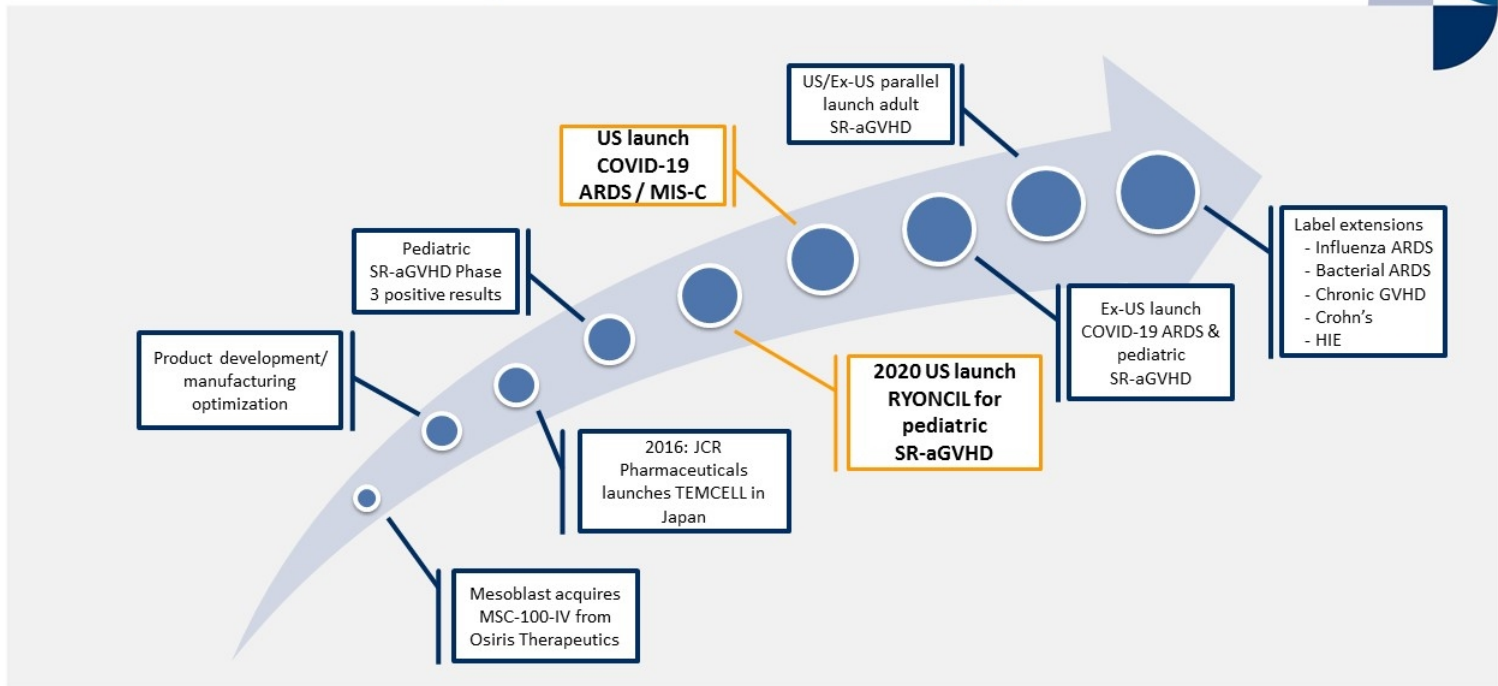 US/Ex-US parallel
launch adult
SR-aGVHD
US launch
COVID-19
ARDS / MIS-C
Label extensions
- Influenza ARDS
- Bacterial ARDS
- Chronic GVHD
- Crohn's
- HIE
Pediatric
SR-aGVHD Phase
3 positive results
Ex-US launch
COVID-19 ARDS &
pediatric
SR-aGVHD
Product development/
manufacturing
optimization
2020 US launch
RYONCIL for
pediatric
SR-aGVHD
2016: JCR
Pharmaceuticals
launches TEMCELL in
Japan
Mesoblast acquires
MSC-100-IV from
Osiris Therapeutics